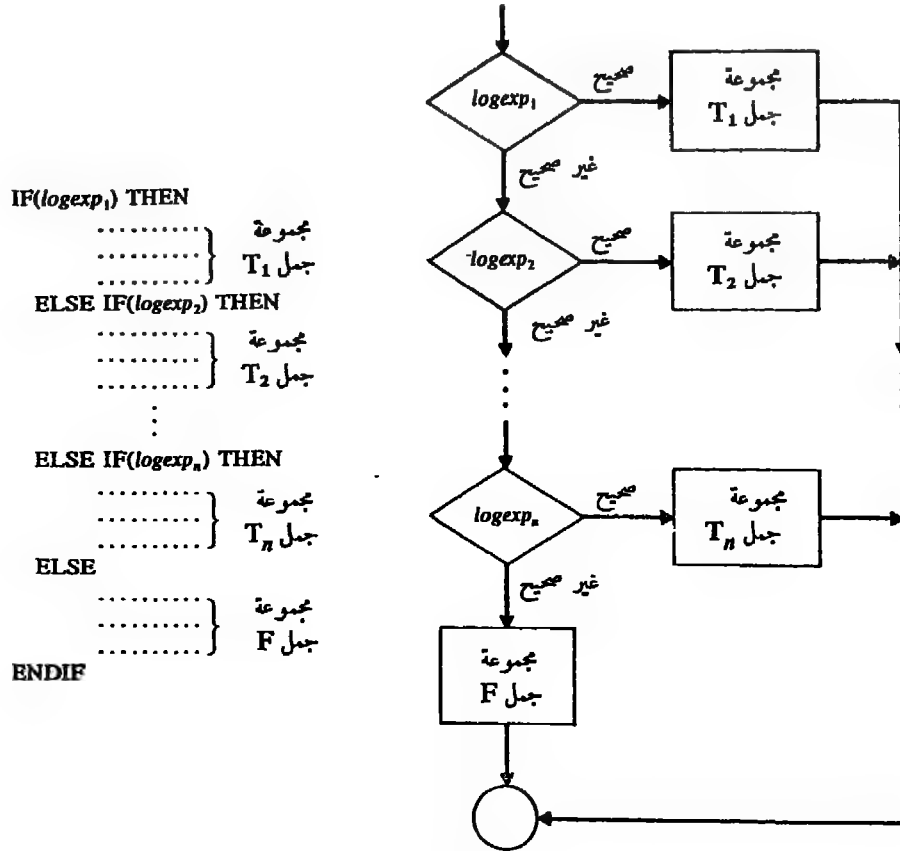 IF(logexp₁) THEN
.......... } مجموعة
.......... جمل T₁
..........
ELSE IF(logexp₂) THEN
.......... } مجموعة
.......... جمل T₂
..........
⋮
ELSE IF(logexpₙ) THEN
.......... } مجموعة
.......... جمل Tₙ
..........
ELSE
.......... } مجموعة
.......... جمل F
..........
ENDIF
logexp₁
صحيح
مجموعة
جمل T₁
غير صحيح
logexp₂
صحيح
مجموعة
جمل T₂
غير صحيح
⋮
logexpₙ
صحيح
مجموعة
جمل Tₙ
غير صحيح
مجموعة
جمل F